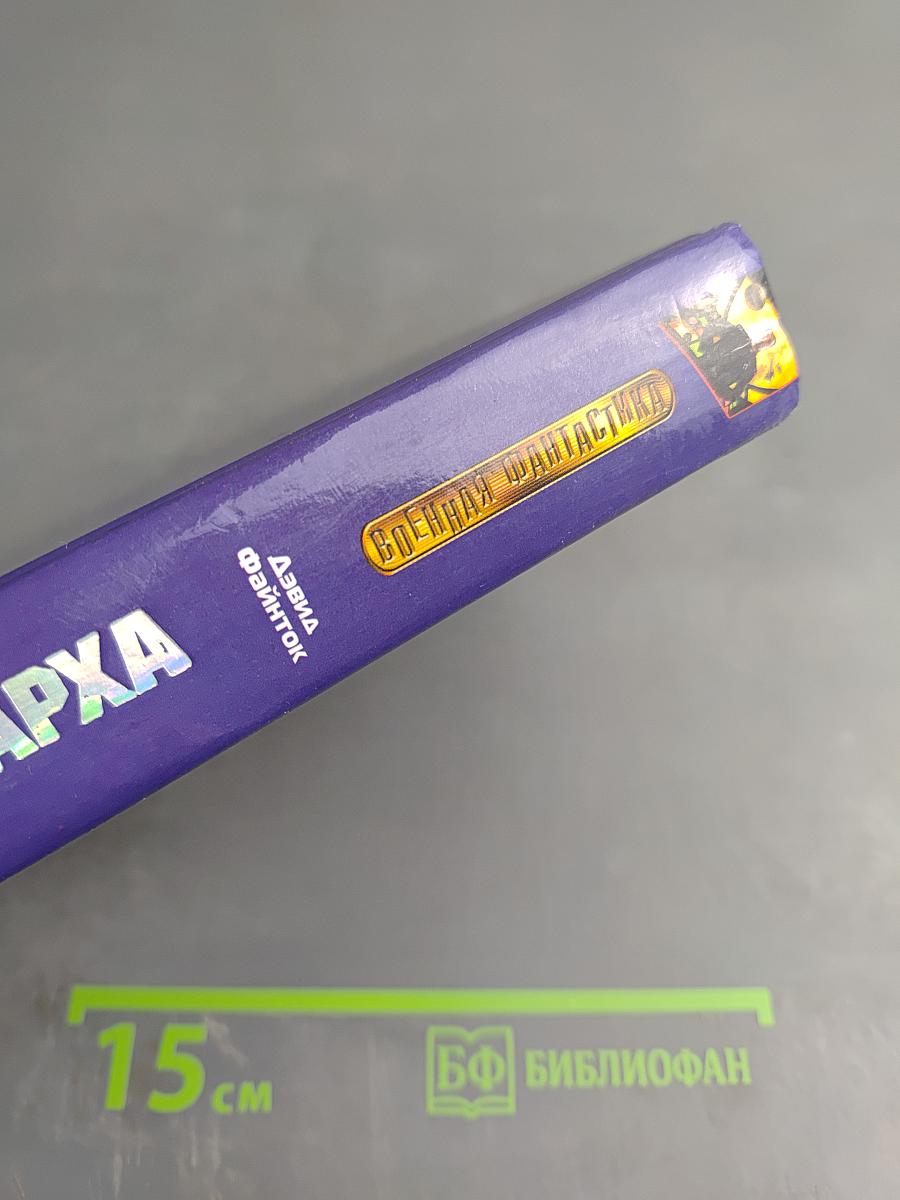 ВОЕННАЯ ФАНТАСТИКА
Дэвид
Файнток
АРХА
15 см
БФ БИБЛИОФАН